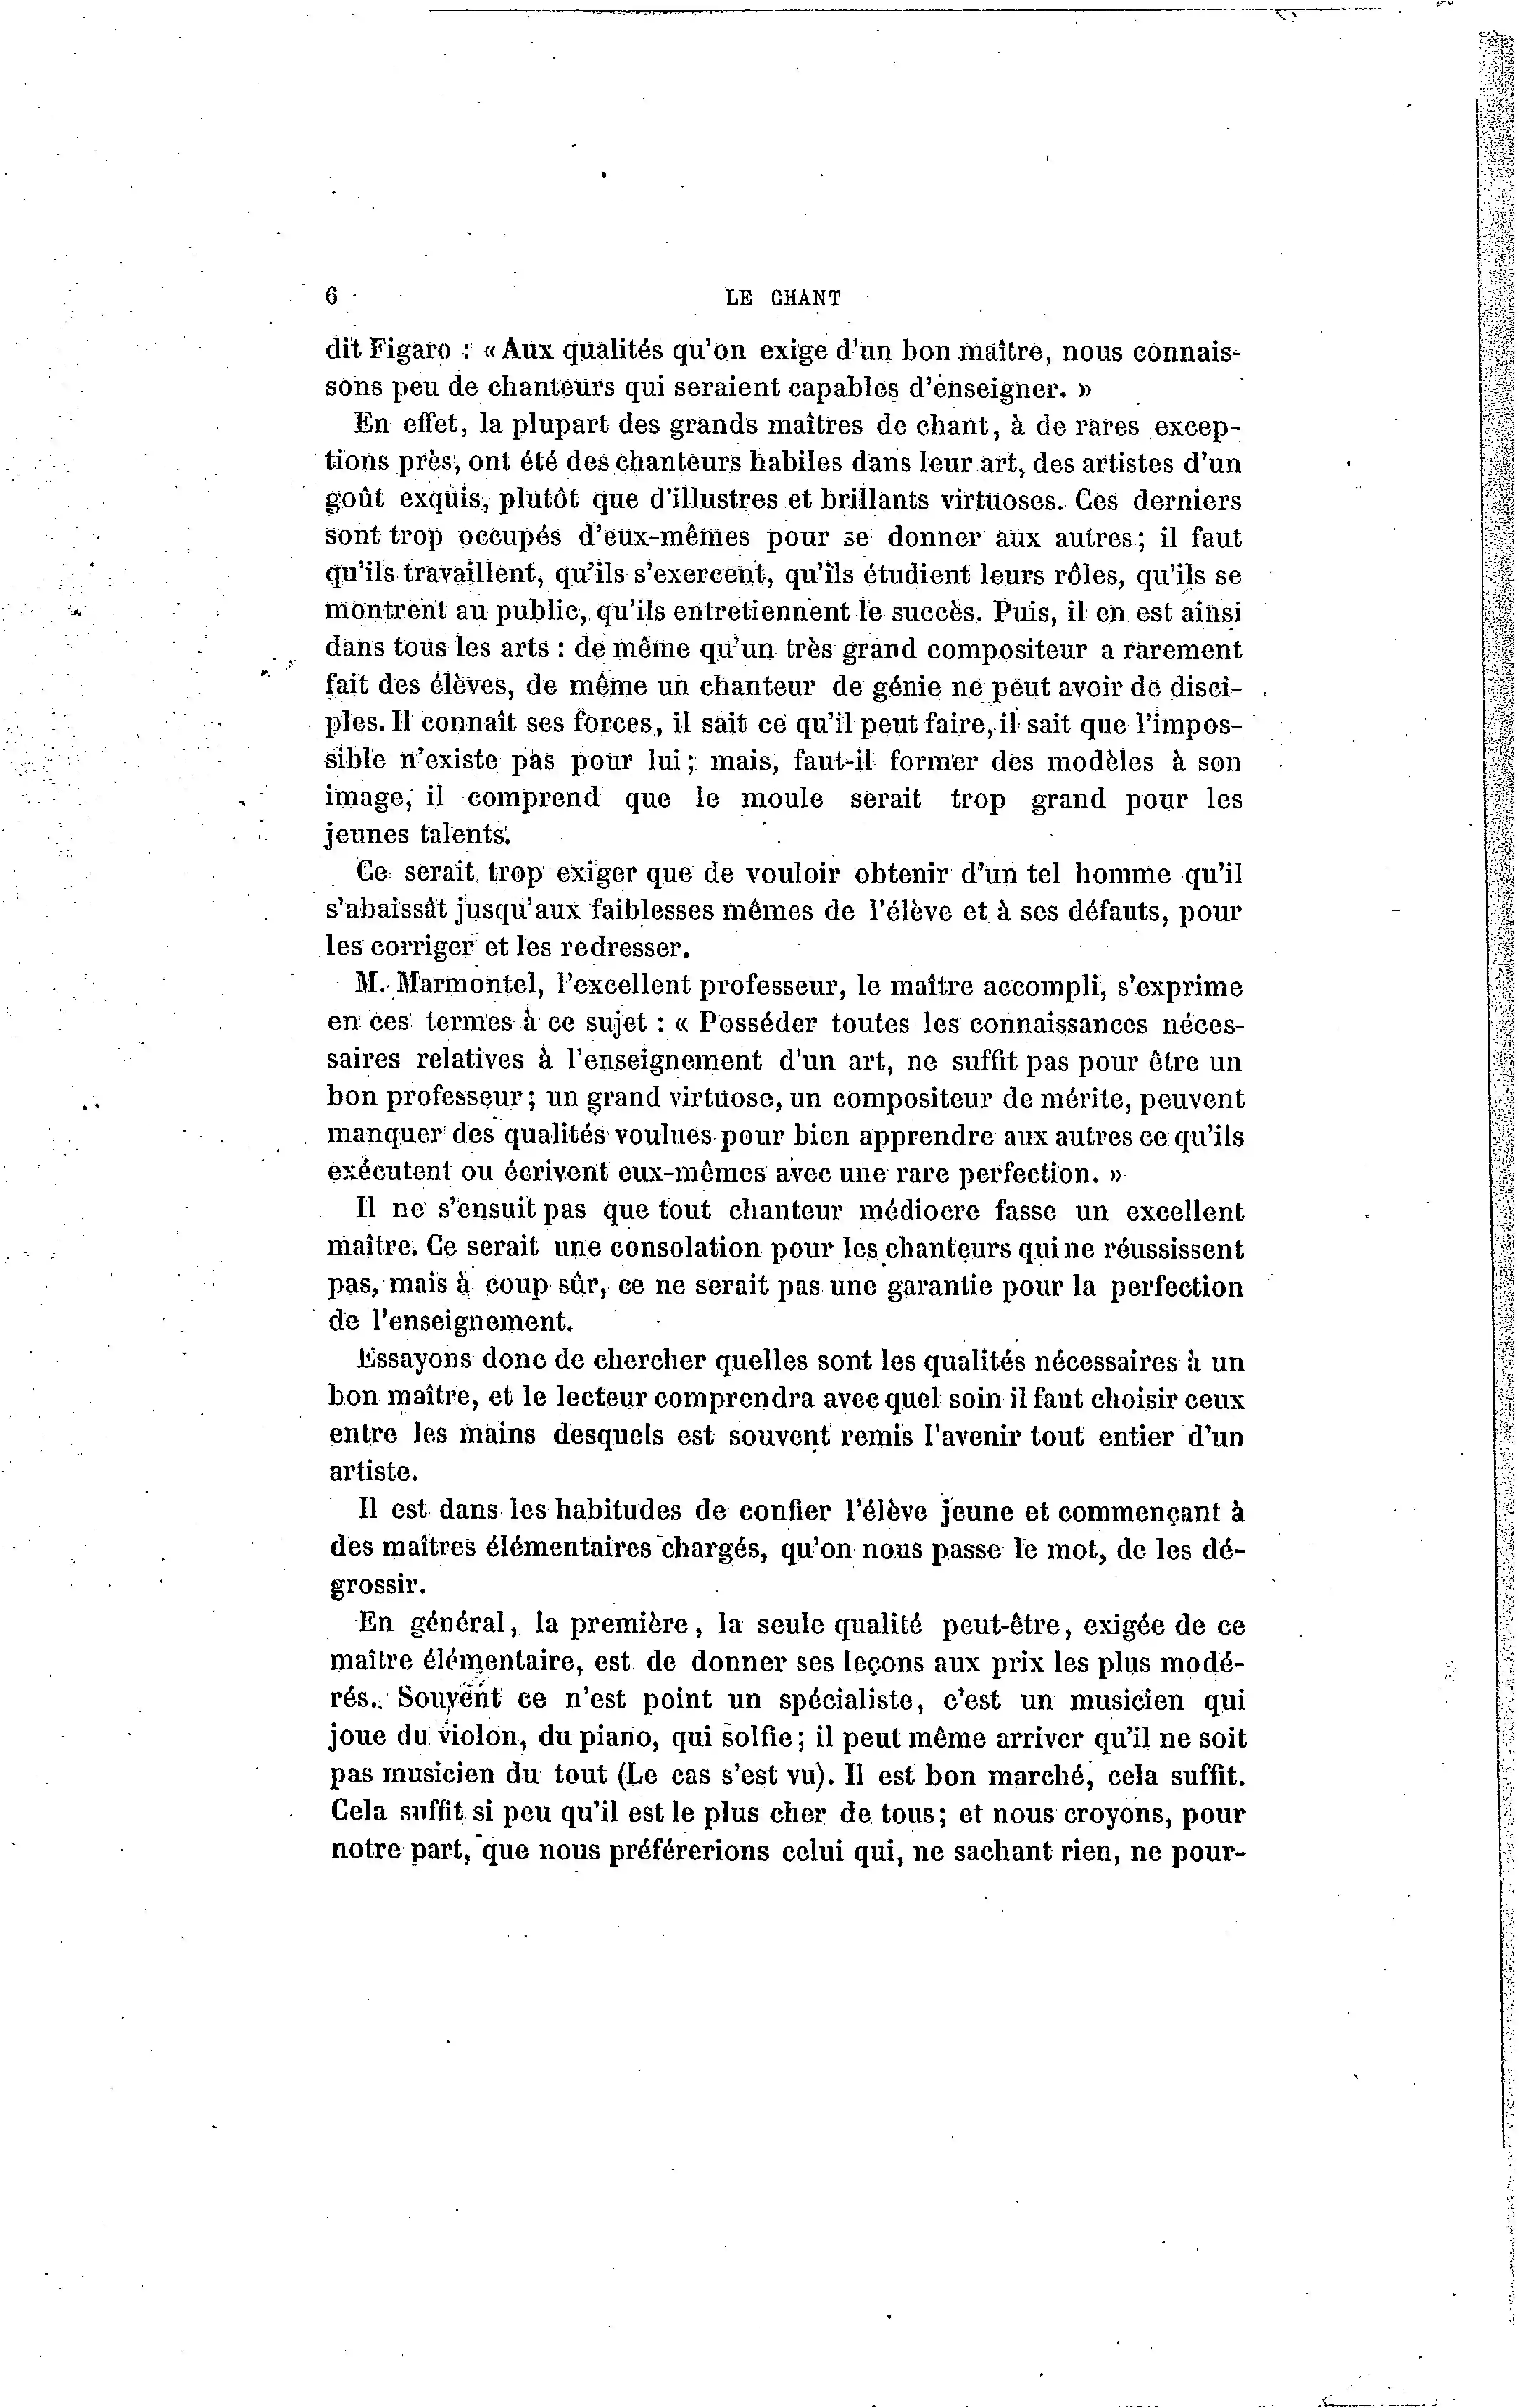 6
LE CHANT
dit Figaro : « Aux qualités qu'on exige d'un bon maître, nous connais-
sons peu de chanteurs qui seraient capables d'enseigner. »
En effet, la plupart des grands maîtres de chant, à de rares excep-
tions près, ont été des chanteurs habiles dans leur art, des artistes d'un
goût exquis, plutôt que d'illustres et brillants virtuoses. Ces derniers
sont trop occupés d'eux-mêmes pour se donner aux autres; il faut
qu'ils travaillent, qu'ils s'exercent, qu'ils étudient leurs rôles, qu'ils se
montrent au public, qu'ils entretiennent le succès. Puis, il en est ainsi
dans tous les arts : de même qu'un très grand compositeur a rarement
fait des élèves, de même un chanteur de génie ne peut avoir de disci-
ples. Il connaît ses forces, il sait ce qu'il peut faire, il sait que l'impos-
sible n'existe pas pour lui; mais, faut-il former des modèles à son
image, il comprend que le moule serait trop grand pour les
jeunes talents.
Ce serait trop exiger que de vouloir obtenir d'un tel homme qu'il
s'abaissât jusqu'aux faiblesses mêmes de l'élève et à ses défauts, pour
les corriger et les redresser.
M. Marmontel, l'excellent professeur, le maître accompli, s'exprime
en ces termes à ce sujet : « Posséder toutes les connaissances néces-
saires relatives à l'enseignement d'un art, ne suffit pas pour être un
bon professeur; un grand virtuose, un compositeur de mérite, peuvent
manquer des qualités voulues pour bien apprendre aux autres ce qu'ils
exécutent ou écrivent eux-mêmes avec une rare perfection. »
Il ne s'ensuit pas que tout chanteur médiocre fasse un excellent
maître. Ce serait une consolation pour les chanteurs qui ne réussissent
pas, mais à coup sûr, ce ne serait pas une garantie pour la perfection
de l'enseignement.
Essayons donc de chercher quelles sont les qualités nécessaires à un
bon maître, et le lecteur comprendra avec quel soin il faut choisir ceux
entre les mains desquels est souvent remis l'avenir tout entier d'un
artiste.
Il est dans les habitudes de confier l'élève jeune et commençant à
des maîtres élémentaires chargés, qu'on nous passe le mot, de les dé-
grossir.
En général, la première, la seule qualité peut-être, exigée de ce
maître élémentaire, est de donner ses leçons aux prix les plus modé-
rés. Souvent ce n'est point un spécialiste, c'est un musicien qui
joue du violon, du piano, qui solfie; il peut même arriver qu'il ne soit
pas musicien du tout (Le cas s'est vu). Il est bon marché, cela suffit.
Cela suffit si peu qu'il est le plus cher de tous; et nous croyons, pour
notre part, que nous préférerions celui qui, ne sachant rien, ne pour-